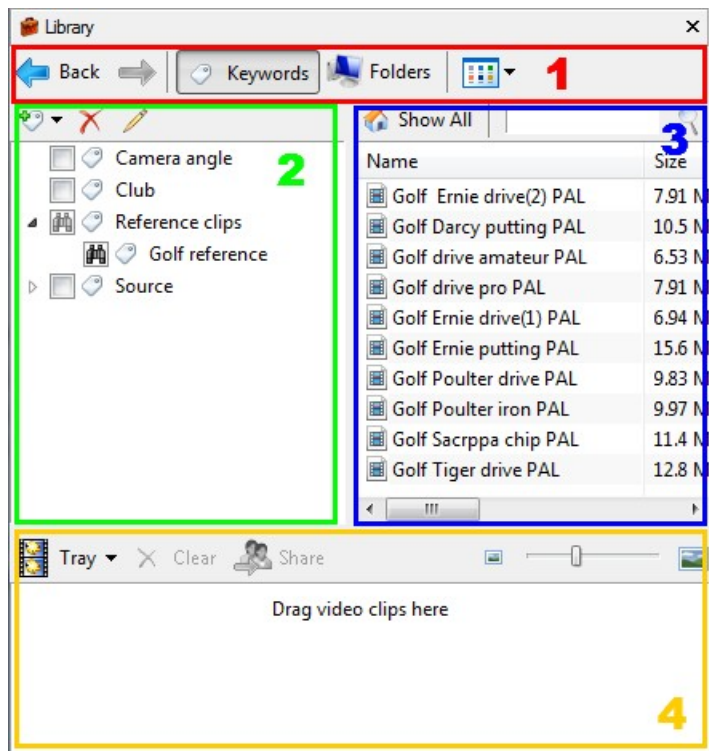 Library
Back Keywords Folders 1
2
Camera angle
Club
Reference clips
Golf reference
Source
Show All 3
Name Size
Golf Ernie drive(2) PAL 7.91 M
Golf Darcy putting PAL 10.5 M
Golf drive amateur PAL 6.53 M
Golf drive pro PAL 7.91 M
Golf Ernie drive(1) PAL 6.94 M
Golf Ernie putting PAL 15.6 M
Golf Poulter drive PAL 9.83 M
Golf Poulter iron PAL 9.97 M
Golf Sacrppa chip PAL 11.4 M
Golf Tiger drive PAL 12.8 M
Tray Clear Share
Drag video clips here
4